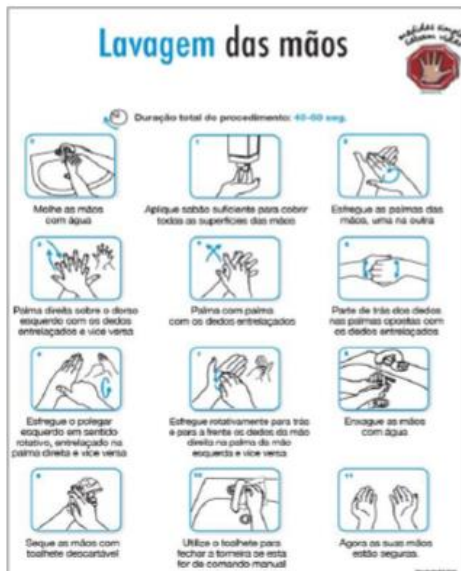 Lavagem das mãos
medidas simples
salvam vidas
Duração total do procedimento: 40-60 seg.
Molhe as mãos
com água
Aplique sabão suficiente para cobrir
todas as superfícies das mãos
Esfregue as palmas das
mãos, uma na outra
Palma direita sobre o dorso
esquerdo com os dedos
entrelaçados e vice versa
Palma com palma
com os dedos entrelaçados
Parte de trás dos dedos
nas palmas opostas com
os dedos entrelaçados
Esfregue o polegar
esquerdo em sentido
rotativo, entrelaçado na
palma direita e vice versa
Esfregue rotativamente para trás
e para a frente os dedos da mão
direita na palma da mão
esquerda e vice versa
Enxague as mãos
com água
Seque as mãos com
toalhete descartável
10
Utilize o toalhete para
fechar a torneira se esta
for de comando manual
11
Agora as suas mãos
estão seguras.